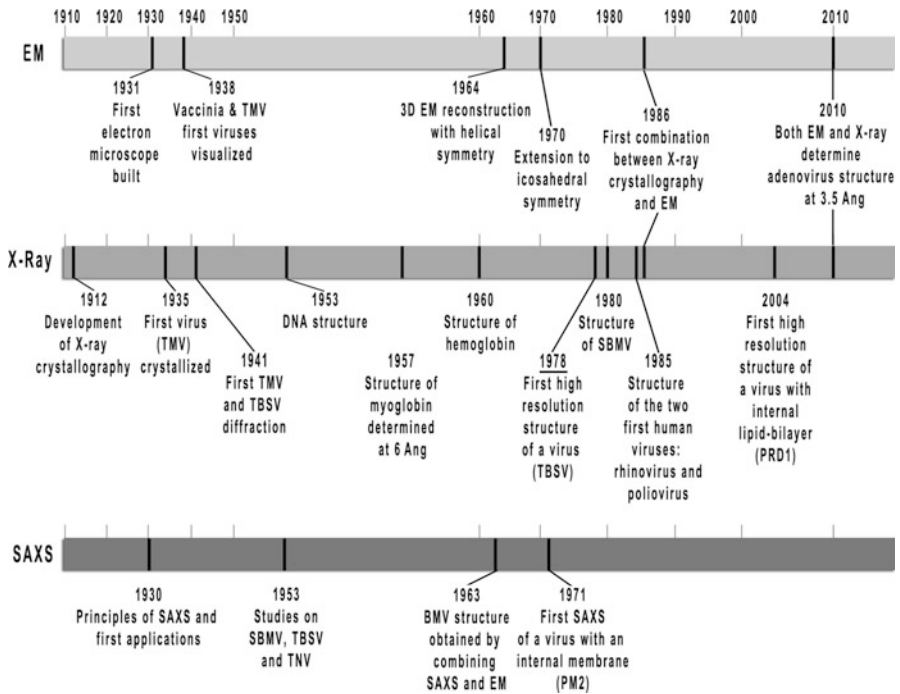 1910 1920 1930 1940 1950 1960 1970 1980 1990 2000 2010
EM
1931
First
electron
microscope
built
1938
Vaccinia & TMV
first viruses
visualized
1964
3D EM reconstruction
with helical
symmetry
1970
Extension to
icosahedral
symmetry
1986
First combination
between X-ray
crystallography
and EM
2010
Both EM and X-ray
determine
adenovirus structure
at 3.5 Ang
X-Ray
1912
Development
of X-ray
crystallography
1935
First virus
(TMV)
crystallized
1941
First TMV
and TBSV
diffraction
1953
DNA structure
1957
Structure of
myoglobin
determined
at 6 Ang
1960
Structure of
hemoglobin
1978
First high
resolution
structure
of a virus
(TBSV)
1980
Structure
of SBMV
1985
Structure
of the two
first human
viruses:
rhinovirus and
poliovirus
2004
First high
resolution
structure of
a virus with
internal
lipid-bilayer
(PRD1)
SAXS
1930
Principles of SAXS and
first applications
1953
Studies on
SBMV, TBSV
and TNV
1963
BMV structure
obtained by
combining
SAXS and EM
1971
First SAXS
of a virus with an
internal membrane
(PM2)